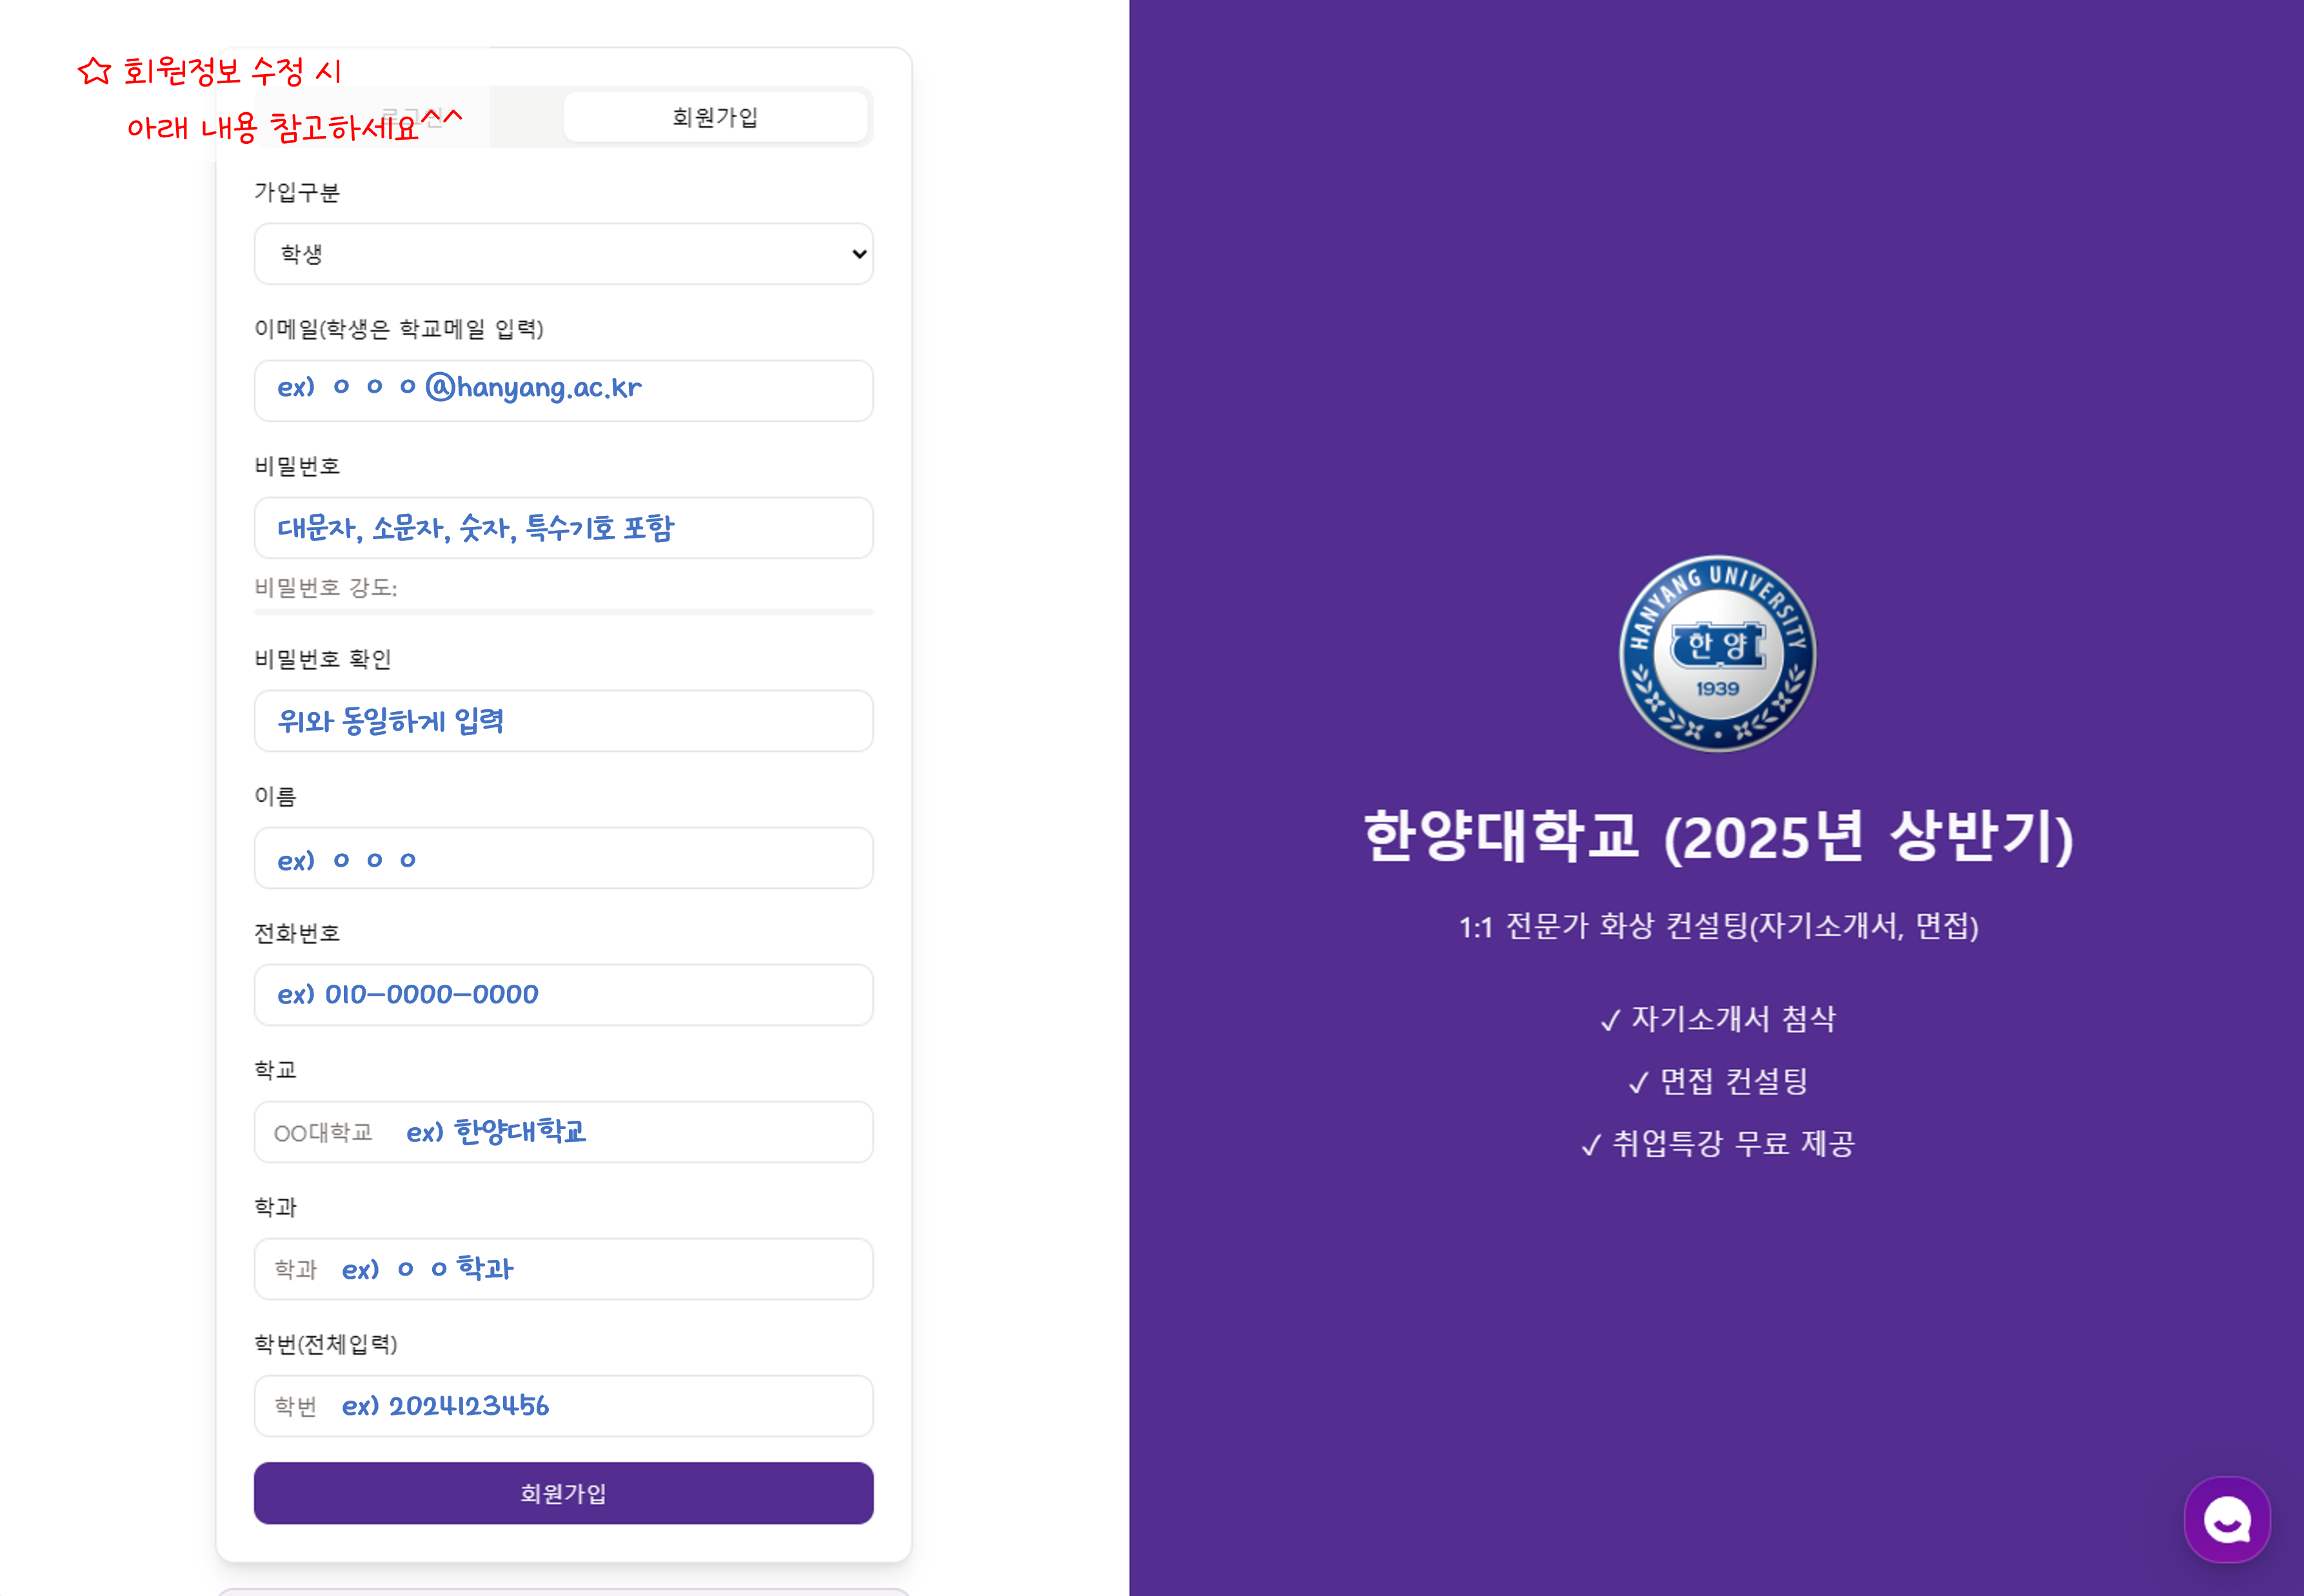 ☆ 회원정보 수정 시
아래 내용 참고하세요^^
로그인
회원가입
가입구분
학생
이메일(학생은 학교메일 입력)
ex) ㅇㅇㅇ@hanyang.ac.kr
비밀번호
대문자, 소문자, 숫자, 특수기호 포함
비밀번호 강도:
비밀번호 확인
위와 동일하게 입력
이름
ex) ㅇㅇㅇ
전화번호
ex) 010-0000-0000
학교
OO대학교 ex) 한양대학교
학과
학과 ex) ㅇㅇ학과
학번(전체입력)
학번 ex) 2024123456
회원가입
HANYANG UNIVERSITY
한양
1939
한양대학교 (2025년 상반기)
1:1 전문가 화상 컨설팅(자기소개서, 면접)
✓ 자기소개서 첨삭
✓ 면접 컨설팅
✓ 취업특강 무료 제공